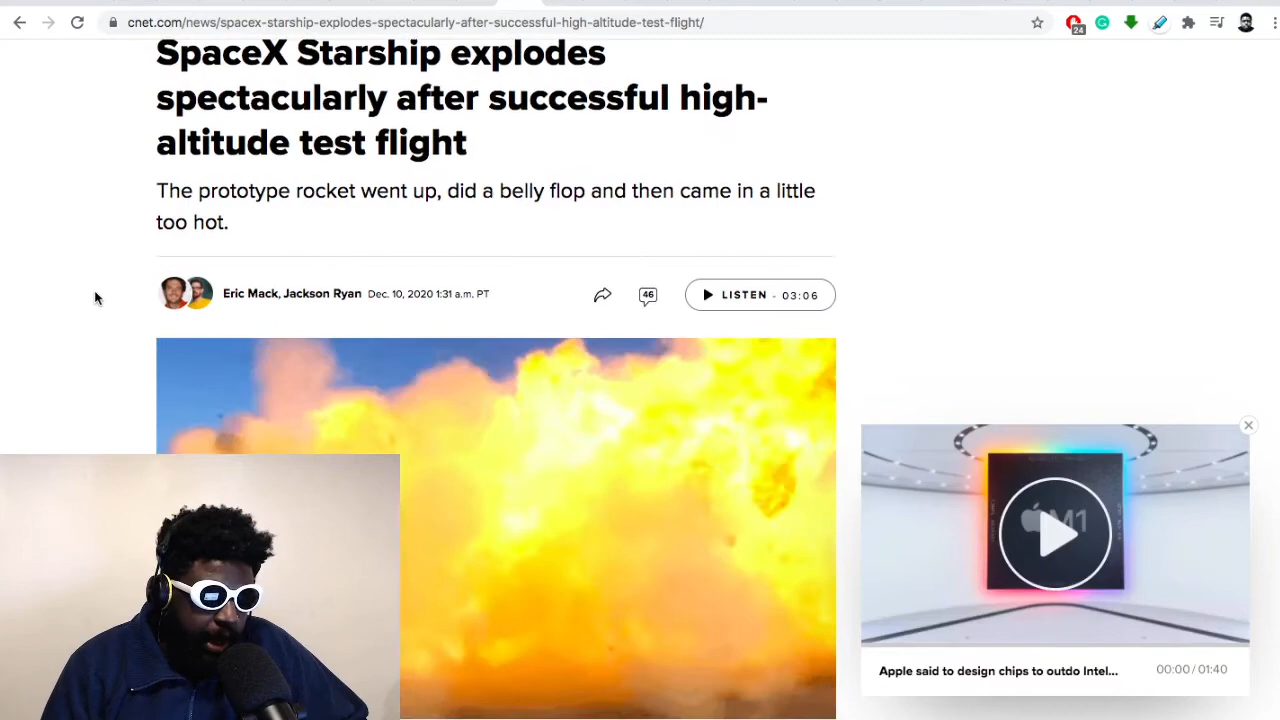 cnet.com/news/spacex-starship-explodes-spectacularly-after-successful-high-altitude-test-flight/
24
SpaceX Starship explodes
spectacularly after successful high-
altitude test flight
The prototype rocket went up, did a belly flop and then came in a little
too hot.
Eric Mack, Jackson Ryan Dec. 10, 2020 1:31 a.m. PT
46
LISTEN - 03:06
M1
Apple said to design chips to outdo Intel...
00:00 / 01:40